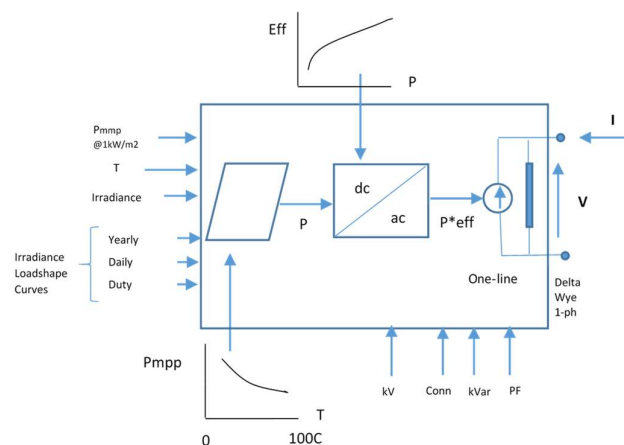 Eff
P
I
Pmmp
@1kW/m2
T
Irradiance
Irradiance
Loadshape
Curves
Yearly
Daily
Duty
P
dc
ac
P*eff
V
One-line
Delta
Wye
1-ph
Pmpp
T
0
100C
kV
Conn
kVar
PF